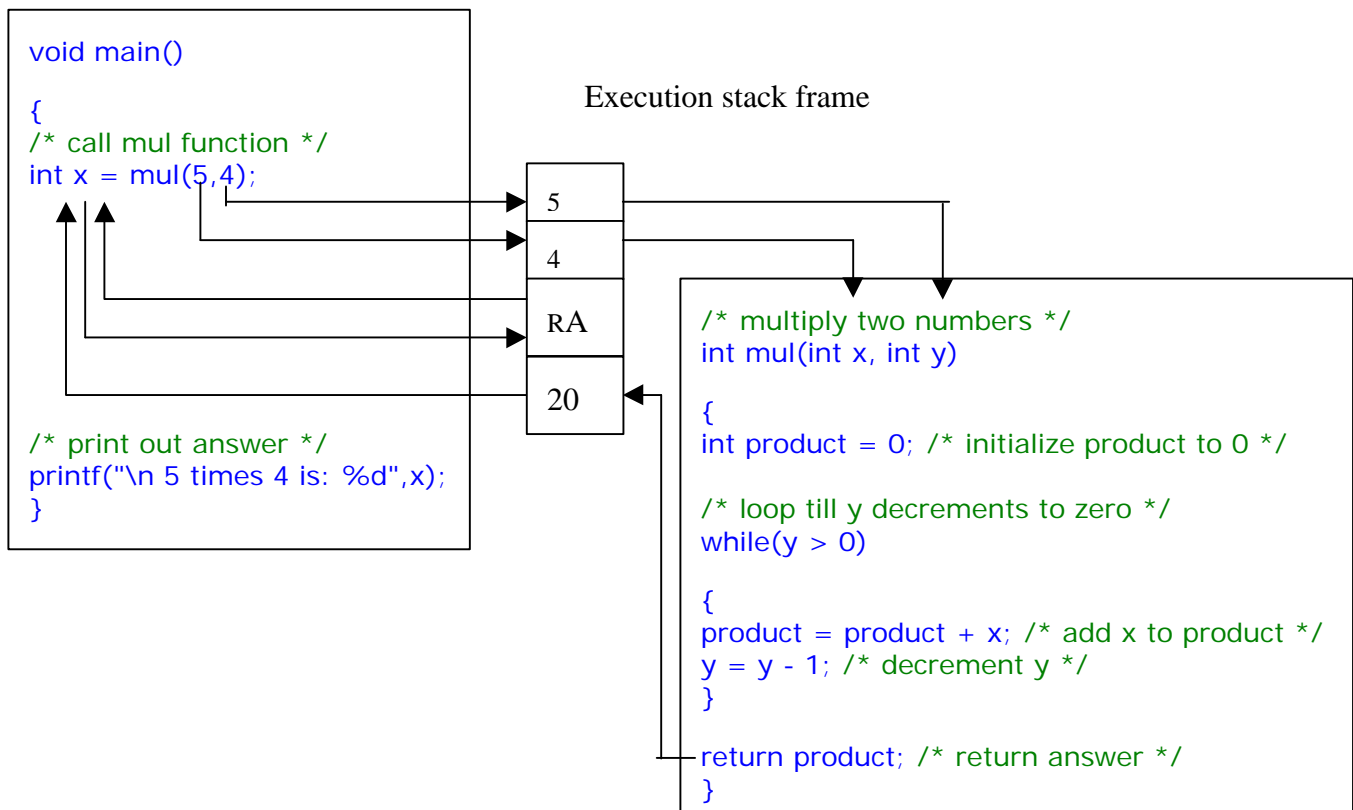 void main()
{
/* call mul function */
int x = mul(5,4);
/* print out answer */
printf("\n 5 times 4 is: %d",x);
}
Execution stack frame
5
4
RA
20
/* multiply two numbers */
int mul(int x, int y)
{
int product = 0; /* initialize product to 0 */
/* loop till y decrements to zero */
while(y > 0)
{
product = product + x; /* add x to product */
y = y - 1; /* decrement y */
}
return product; /* return answer */
}